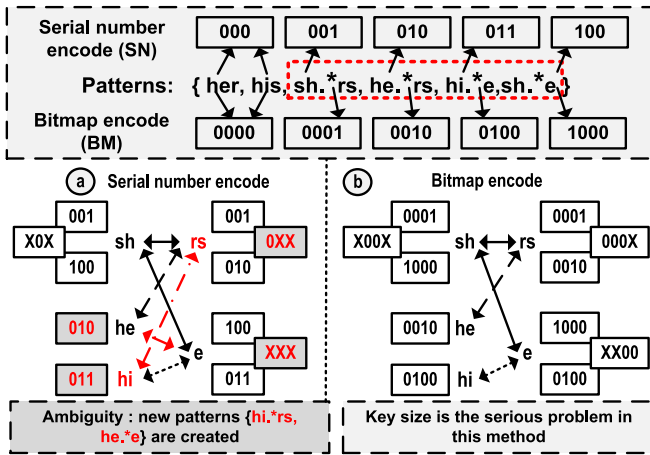 Serial number encode (SN)
000 001 010 011 100
Patterns: { her, his, sh.*rs, he.*rs, hi.*e,sh.*e }
Bitmap encode (BM)
0000 0001 0010 0100 1000
a Serial number encode
001 001
X0X sh rs 0XX
100 010
010 he 100
e XXX
011 hi 011
Ambiguity : new patterns {hi.*rs,
he.*e} are created
b Bitmap encode
0001 0001
X00X sh rs 000X
1000 0010
0010 he 1000
e XX00
0100 hi 0100
Key size is the serious problem in
this method